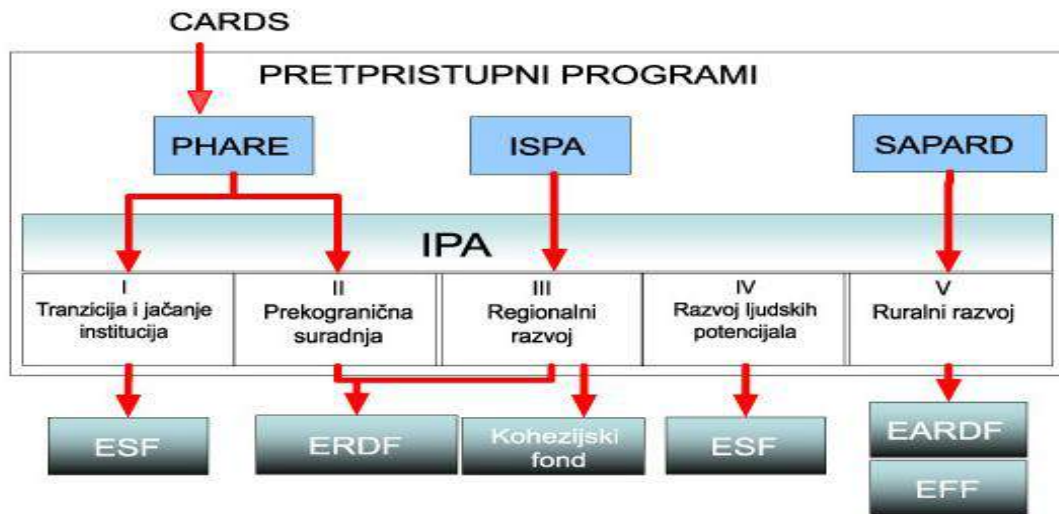 CARDS
PRETPRISTUPNI PROGRAMI
PHARE
ISPA
SAPARD
IPA
I
Tranzicija i jačanje
institucija
II
Prekogranična
suradnja
III
Regionalni
razvoj
IV
Razvoj ljudskih
potencijala
V
Ruralni razvoj
ESF
ERDF
Kohezijski
fond
ESF
EARDF
EFF